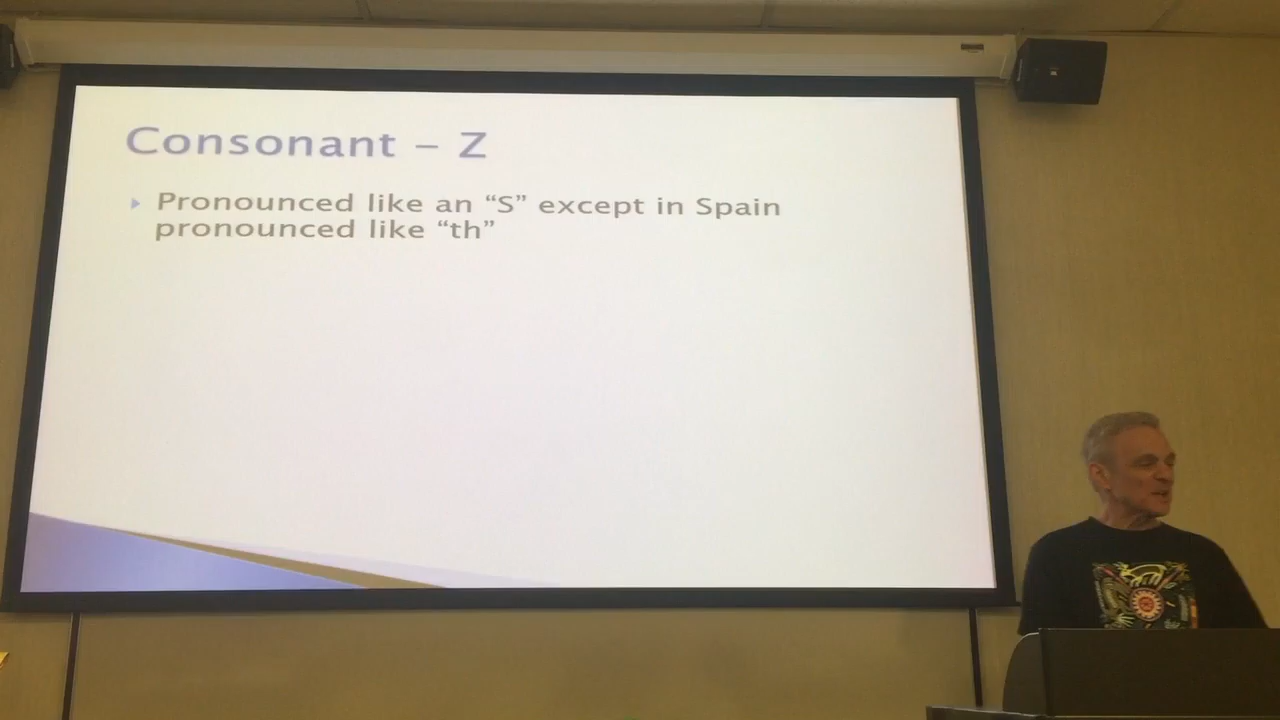 Consonant – Z
Pronounced like an “S” except in Spain
pronounced like “th”